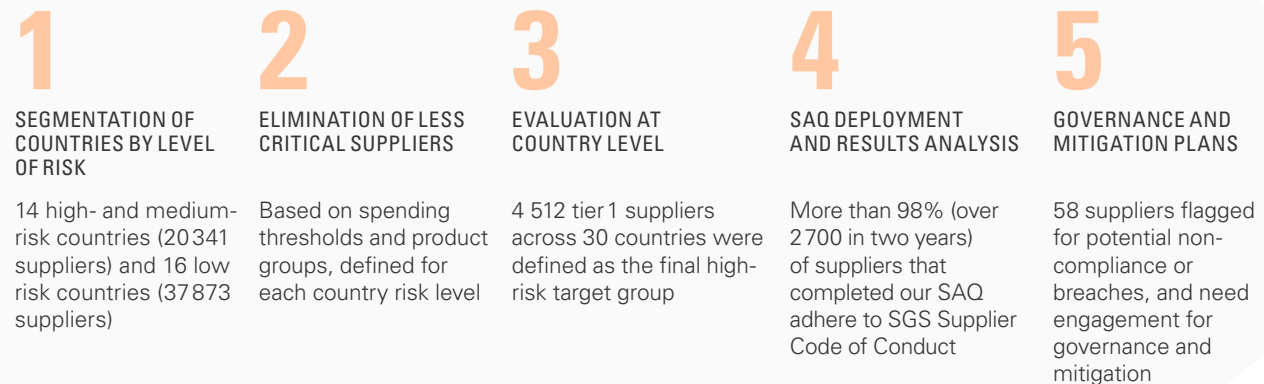 1
SEGMENTATION OF
COUNTRIES BY LEVEL
OF RISK
14 high- and medium-
risk countries (20 341
suppliers) and 16 low
risk countries (37 873
suppliers)
2
ELIMINATION OF LESS
CRITICAL SUPPLIERS
Based on spending
thresholds and product
groups, defined for
each country risk level
3
EVALUATION AT
COUNTRY LEVEL
4 512 tier 1 suppliers
across 30 countries were
defined as the final high-
risk target group
4
SAQ DEPLOYMENT
AND RESULTS ANALYSIS
More than 98% (over
2700 in two years)
of suppliers that
completed our SAQ
adhere to SGS Supplier
Code of Conduct
5
GOVERNANCE AND
MITIGATION PLANS
58 suppliers flagged
for potential non-
compliance or
breaches, and need
engagement for
governance and
mitigation